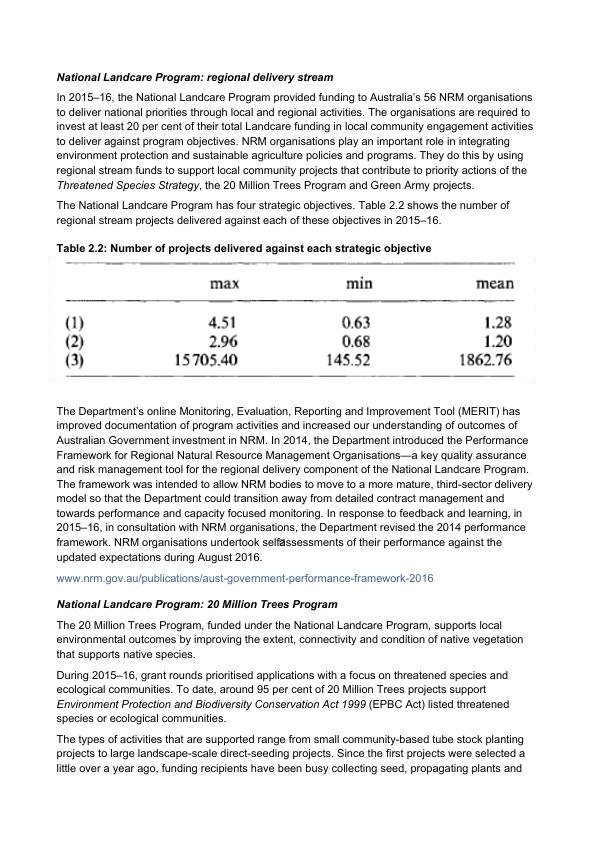 National Landcare Program: regional delivery stream
In 2015–16, the National Landcare Program provided funding to Australia's 56 NRM organisations
to deliver national priorities through local and regional activities. The organisations are required to
invest at least 20 per cent of their total Landcare funding in local community engagement activities
to deliver against program objectives. NRM organisations play an important role in integrating
environment protection and sustainable agriculture policies and programs. They do this by using
regional stream funds to support local community projects that contribute to priority actions of the
Threatened Species Strategy, the 20 Million Trees Program and Green Army projects.
The National Landcare Program has four strategic objectives. Table 2.2 shows the number of
regional stream projects delivered against each of these objectives in 2015–16.
Table 2.2: Number of projects delivered against each strategic objective
max min mean
(1) 4.51 0.63 1.28
(2) 2.96 0.68 1.20
(3) 15705.40 145.52 1862.76
The Department's online Monitoring, Evaluation, Reporting and Improvement Tool (MERIT) has
improved documentation of program activities and increased our understanding of outcomes of
Australian Government investment in NRM. In 2014, the Department introduced the Performance
Framework for Regional Natural Resource Management Organisations—a key quality assurance
and risk management tool for the regional delivery component of the National Landcare Program.
The framework was intended to allow NRM bodies to move to a more mature, third-sector delivery
model so that the Department could transition away from detailed contract management and
towards performance and capacity focused monitoring. In response to feedback and learning, in
2015–16, in consultation with NRM organisations, the Department revised the 2014 performance
framework. NRM organisations undertook self-assessments of their performance against the
updated expectations during August 2016.
www.nrm.gov.au/publications/aust-government-performance-framework-2016
National Landcare Program: 20 Million Trees Program
The 20 Million Trees Program, funded under the National Landcare Program, supports local
environmental outcomes by improving the extent, connectivity and condition of native vegetation
that supports native species.
During 2015–16, grant rounds prioritised applications with a focus on threatened species and
ecological communities. To date, around 95 per cent of 20 Million Trees projects support
Environment Protection and Biodiversity Conservation Act 1999 (EPBC Act) listed threatened
species or ecological communities.
The types of activities that are supported range from small community-based tube stock planting
projects to large landscape-scale direct-seeding projects. Since the first projects were selected a
little over a year ago, funding recipients have been busy collecting seed, propagating plants and